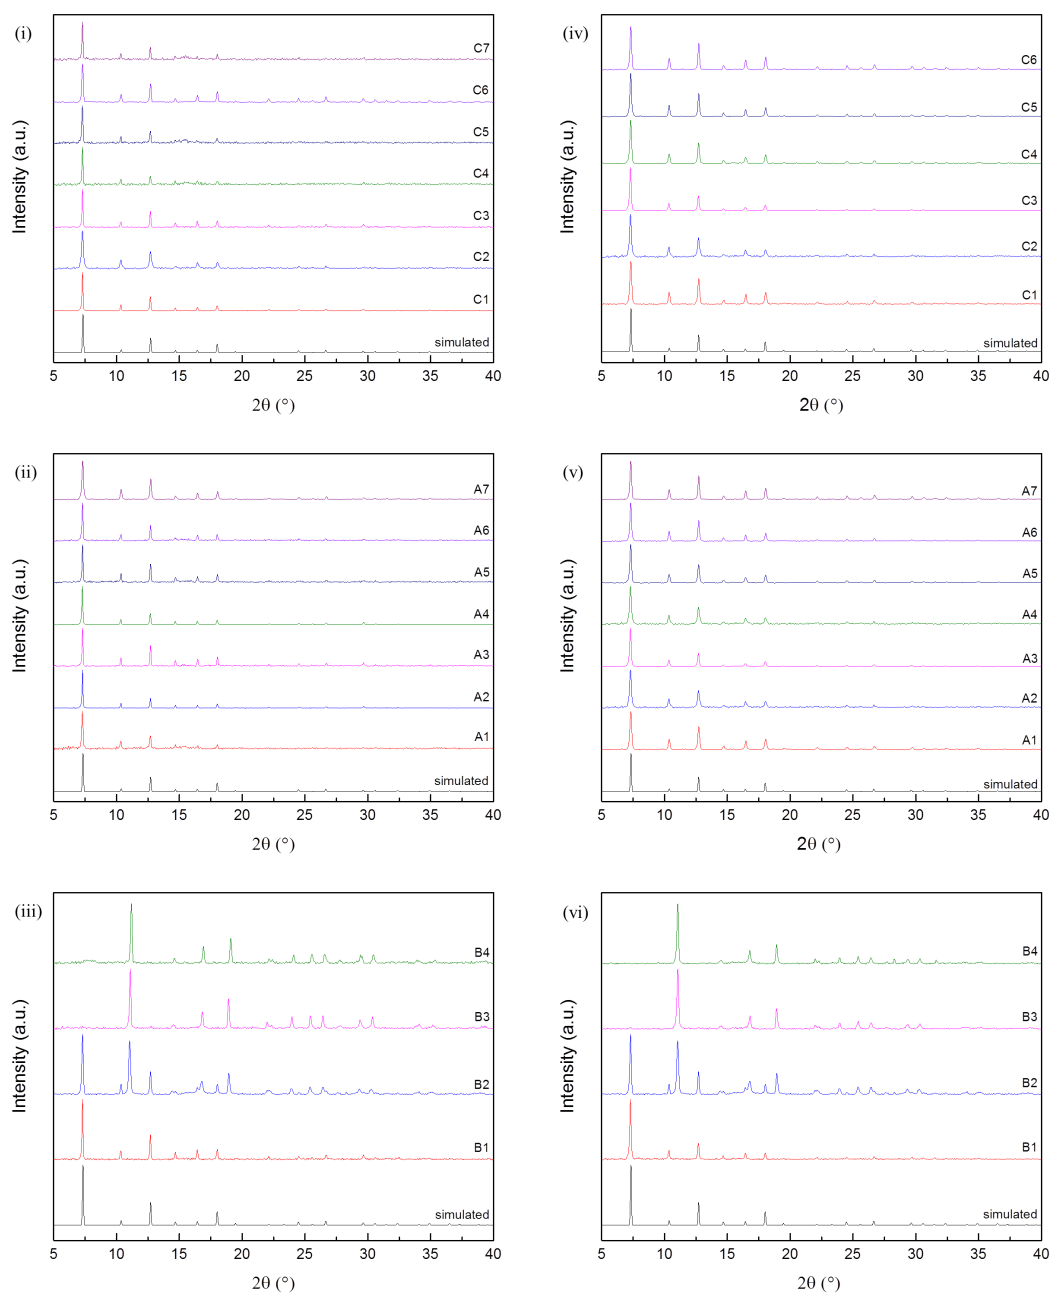 (i)
C7
C6
C5
C4
C3
C2
C1
simulated
Intensity (a.u.)
5 10 15 20 25 30 35 40
2θ (°)
(iv)
C6
C5
C4
C3
C2
C1
simulated
Intensity (a.u.)
5 10 15 20 25 30 35 40
2θ (°)
(ii)
A7
A6
A5
A4
A3
A2
A1
simulated
Intensity (a.u.)
5 10 15 20 25 30 35 40
2θ (°)
(v)
A7
A6
A5
A4
A3
A2
A1
simulated
Intensity (a.u.)
5 10 15 20 25 30 35 40
2θ (°)
(iii)
B4
B3
B2
B1
simulated
Intensity (a.u.)
5 10 15 20 25 30 35 40
2θ (°)
(vi)
B4
B3
B2
B1
simulated
Intensity (a.u.)
5 10 15 20 25 30 35 40
2θ (°)